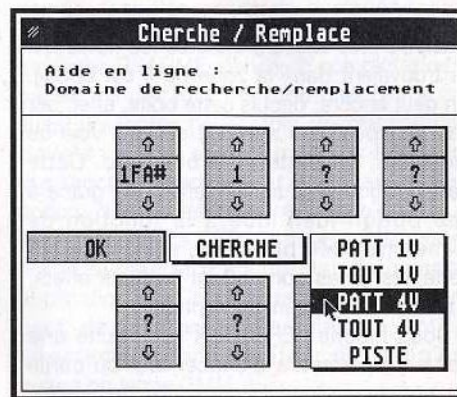 Cherche / Remplace
Aide en ligne :
Domaine de recherche/remplacement
1FA# 1 ? ?
OK CHERCHE PATT 1V
TOUT 1V
? ? PATT 4V
TOUT 4V
PISTE